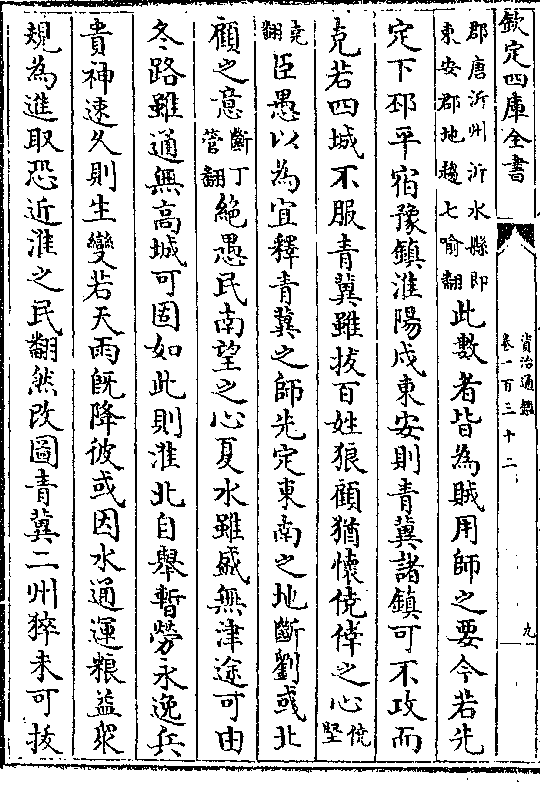 欽定四庫全書
資治通鑑
卷一百三十二
九
郡唐沂州沂水縣即
東安郡地趨七喻翻
此數者皆為賊用師之要今若先
定下邳平宿豫鎮淮陽戍東安則青冀諸鎮可不攻而
克若四城不服青冀雖拔百姓狼顧猶懷僥倖之心
僥堅
堯翻
臣愚以為宜釋青冀之師先定東南之地斷劉彧北
顧之意
斷丁
管翻
絕愚民南望之心夏水雖盛無津途可由
冬路雖通無高城可固如此則淮北自舉暫勞永逸兵
貴神速久則生變若天雨既降彼或因水通運粮益眾
規為進取恐近淮之民翻然改圖青冀二州猝未可拔